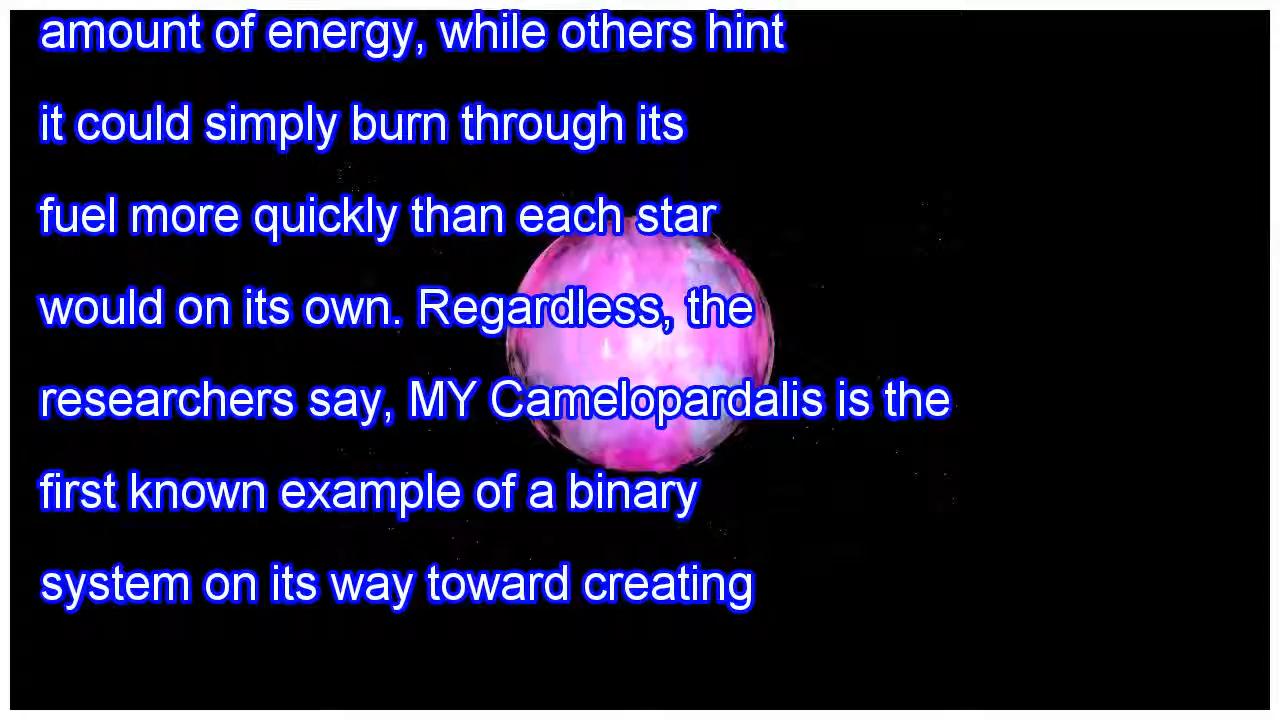 amount of energy, while others hint
it could simply burn through its
fuel more quickly than each star
would on its own. Regardless, the
researchers say, MY Camelopardalis is the
first known example of a binary
system on its way toward creating